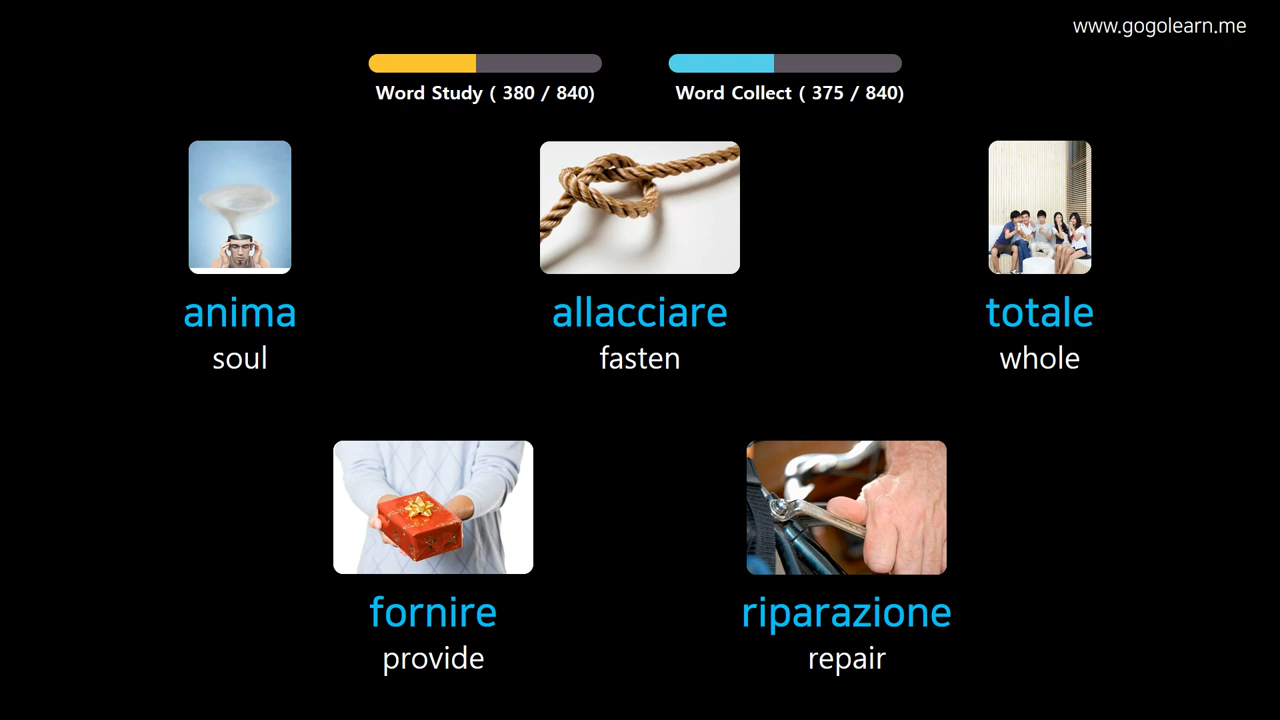 www.gogolearn.me
Word Study ( 380 / 840)
Word Collect ( 375 / 840)
anima
soul
allacciare
fasten
totale
whole
fornire
provide
riparazione
repair